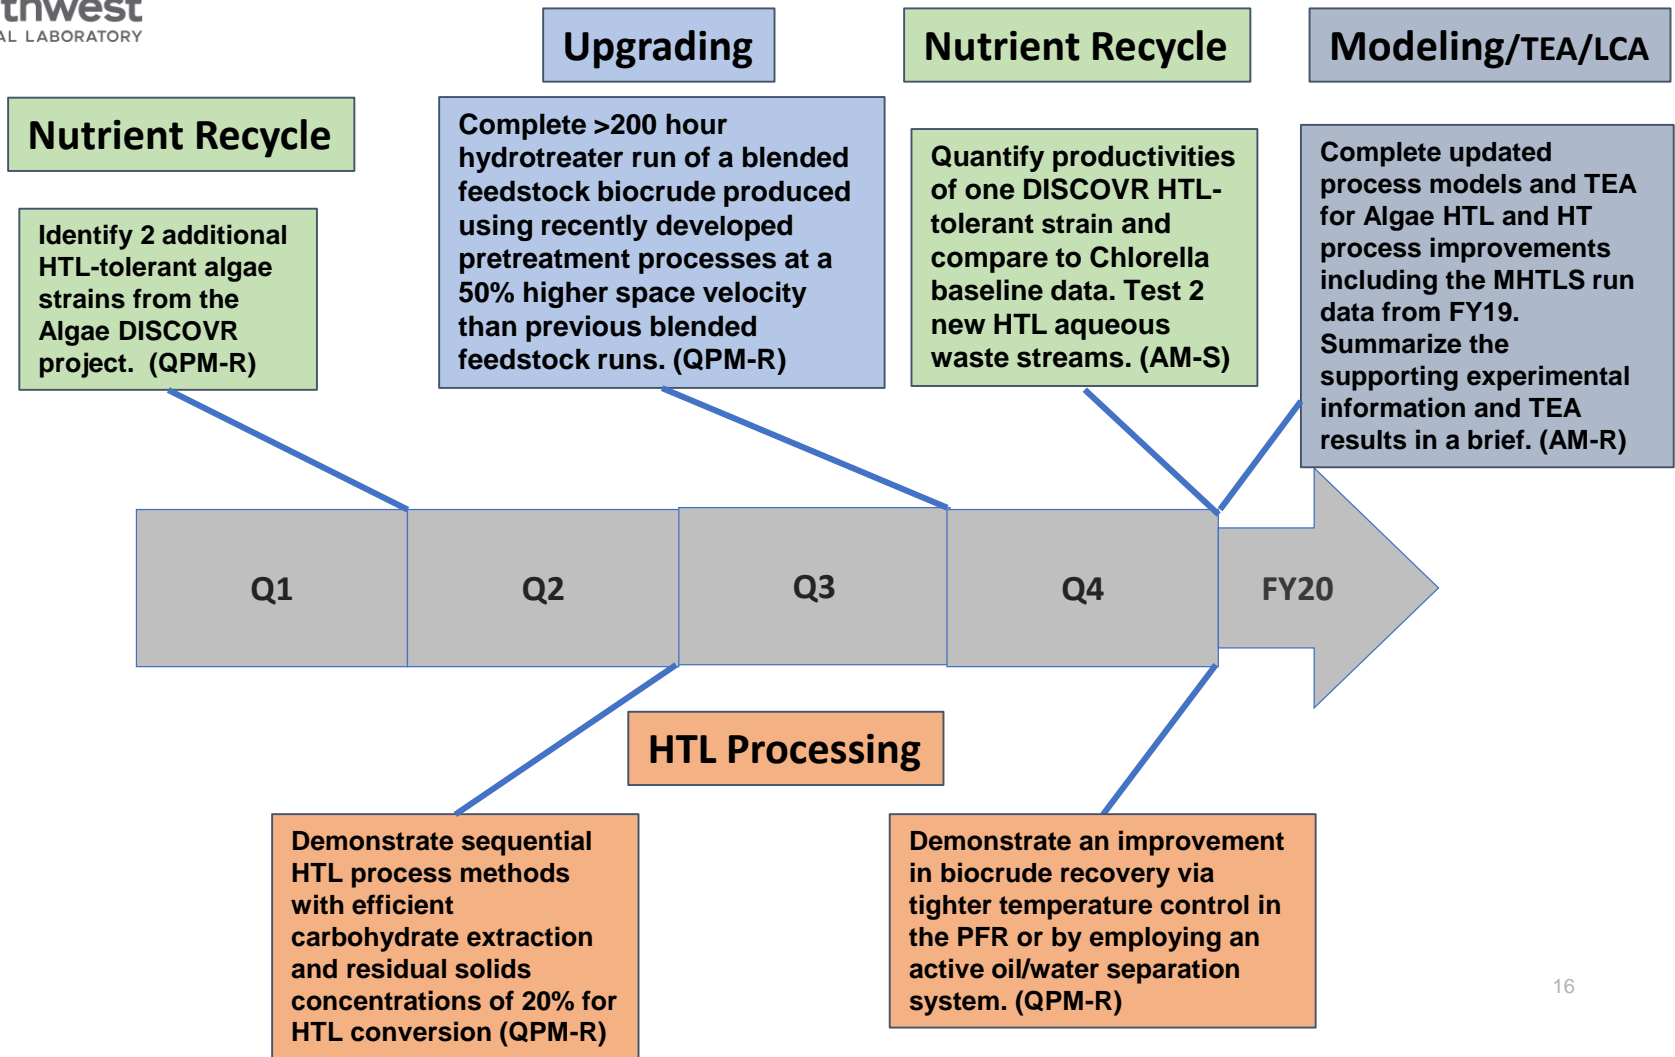 AL LABORATORY
Nutrient Recycle
Identify 2 additional
HTL-tolerant algae
strains from the
Algae DISCOVR
project. (QPM-R)
Upgrading
Complete >200 hour
hydrotreater run of a blended
feedstock biocrude produced
using recently developed
pretreatment processes at a
50% higher space velocity
than previous blended
feedstock runs. (QPM-R)
Nutrient Recycle
Quantify productivities
of one DISCOVR HTL-
tolerant strain and
compare to Chlorella
baseline data. Test 2
new HTL aqueous
waste streams. (AM-S)
Modeling/TEA/LCA
Complete updated
process models and TEA
for Algae HTL and HT
process improvements
including the MHTLS run
data from FY19.
Summarize the
supporting experimental
information and TEA
results in a brief. (AM-R)
Q1
Q2
Q3
Q4
FY20
HTL Processing
Demonstrate sequential
HTL process methods
with efficient
carbohydrate extraction
and residual solids
concentrations of 20% for
HTL conversion (QPM-R)
Demonstrate an improvement
in biocrude recovery via
tighter temperature control in
the PFR or by employing an
active oil/water separation
system. (QPM-R)
16